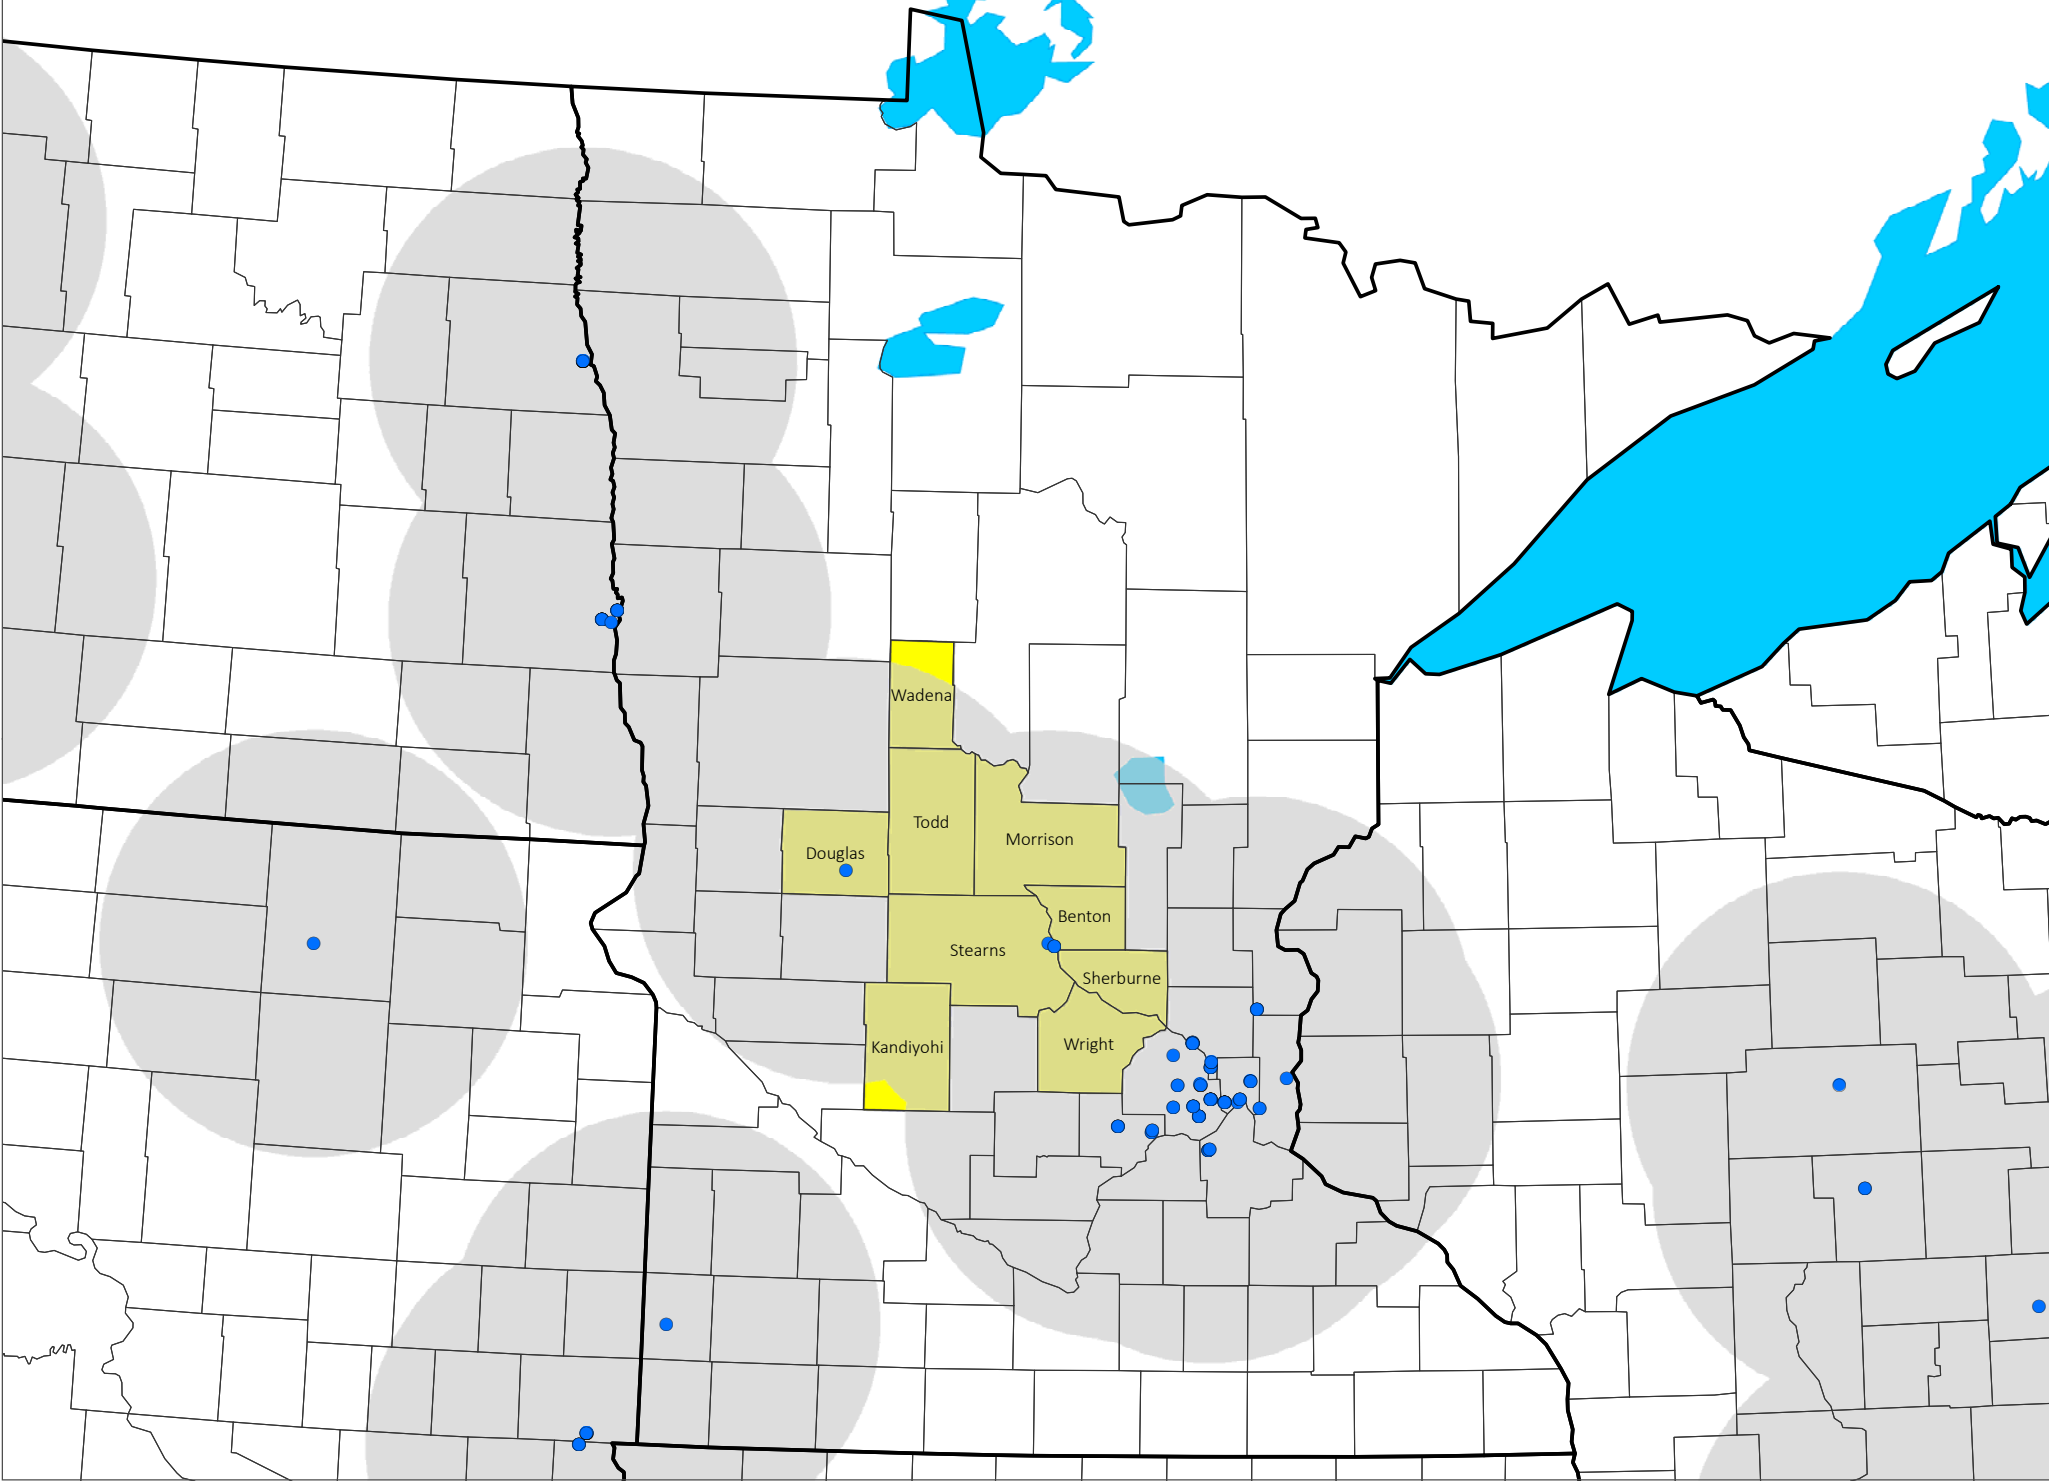 Wadena
Todd
Morrison
Douglas
Benton
Stearns
Sherburne
Kandiyohi
Wright